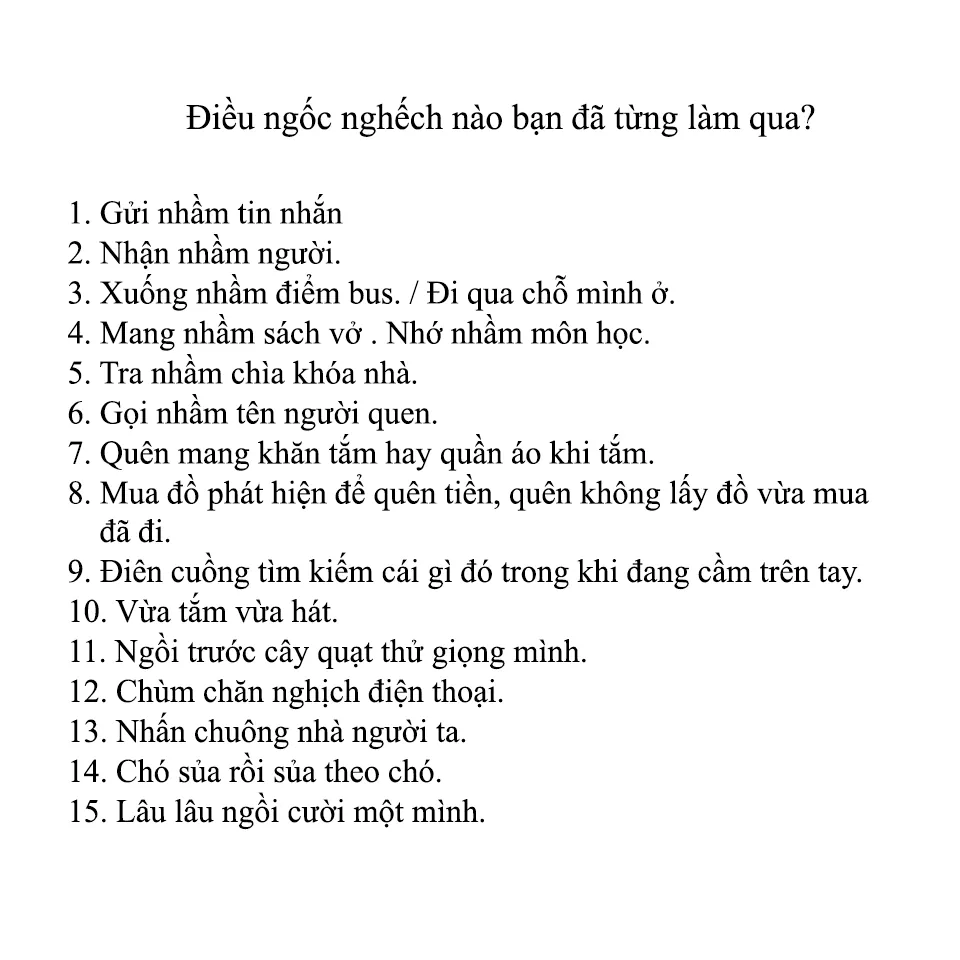 Điều ngốc nghếch nào bạn đã từng làm qua?
1. Gửi nhầm tin nhắn
2. Nhận nhầm người.
3. Xuống nhầm điểm bus. / Đi qua chỗ mình ở.
4. Mang nhầm sách vở . Nhớ nhầm môn học.
5. Tra nhầm chìa khóa nhà.
6. Gọi nhầm tên người quen.
7. Quên mang khăn tắm hay quần áo khi tắm.
8. Mua đồ phát hiện để quên tiền, quên không lấy đồ vừa mua
đã đi.
9. Điên cuồng tìm kiếm cái gì đó trong khi đang cầm trên tay.
10. Vừa tắm vừa hát.
11. Ngồi trước cây quạt thử giọng mình.
12. Chùm chăn nghịch điện thoại.
13. Nhấn chuông nhà người ta.
14. Chó sủa rồi sủa theo chó.
15. Lâu lâu ngồi cười một mình.